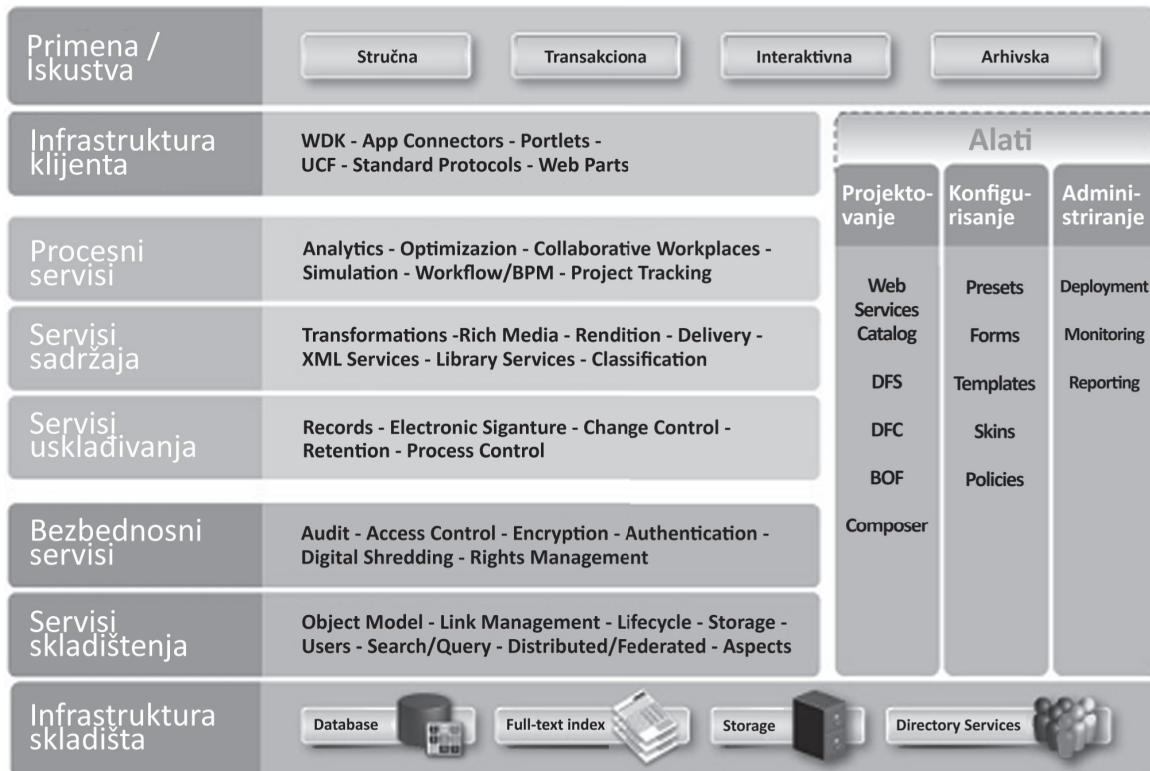 Primena /
Iskustva
Stručna
Transakciona
Interaktivna
Arhivska
Infrastruktura
klijenta
WDK - App Connectors - Portlets -
UCF - Standard Protocols - Web Parts
Procesni
servisi
Analytics - Optimizazion - Collaborative Workplaces -
Simulation - Workflow/BPM - Project Tracking
Servisi
sadržaja
Transformations -Rich Media - Rendition - Delivery -
XML Services - Library Services - Classification
Servisi
usklađivanja
Records - Electronic Siganture - Change Control -
Retention - Process Control
Bezbednosni
servisi
Audit - Access Control - Encryption - Authentication -
Digital Shredding - Rights Management
Servisi
skladištenja
Object Model - Link Management - Lifecycle - Storage -
Users - Search/Query - Distributed/Federated - Aspects
Alati
Projekto-
vanje
Web
Services
Catalog
DFS
DFC
BOF
Composer
Konfigu-
risanje
Presets
Forms
Templates
Skins
Policies
Admini-
striranje
Deployment
Monitoring
Reporting
Infrastruktura
skladišta
Database
Full-text index
Storage
Directory Services